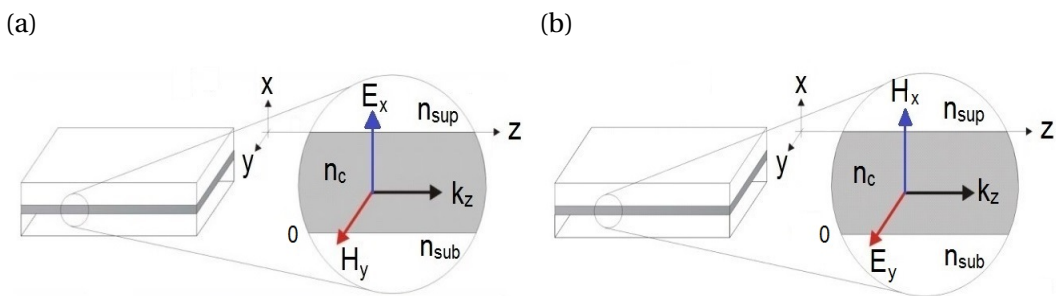 (a)
(b)
x
y
z
E_x
n_sup
n_c
k_z
0
H_y
n_sub
x
y
z
H_x
n_sup
n_c
k_z
0
E_y
n_sub